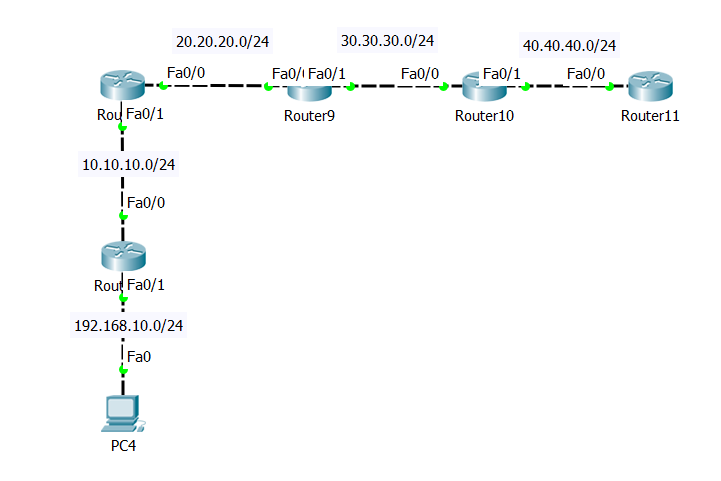 20.20.20.0/24
30.30.30.0/24
40.40.40.0/24
Fa0/0
Fa0/
Fa0/1
Fa0/0
Fa0/1
Fa0/0
Rou
Fa0/1
Router9
Router10
Router11
10.10.10.0/24
Fa0/0
Rout
Fa0/1
192.168.10.0/24
Fa0
PC4